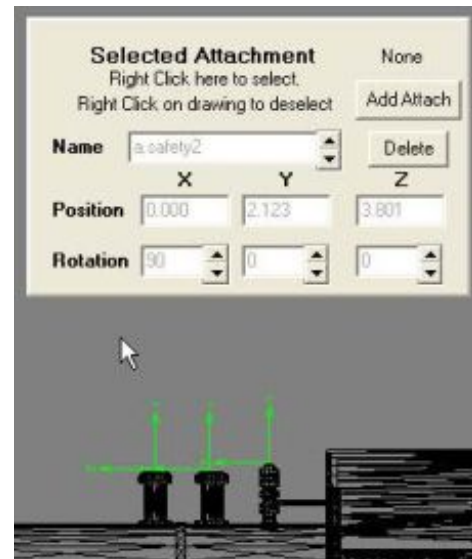 Selected Attachment None
Right Click here to select.
Right Click on drawing to deselect Add Attach
Name a.safety2 Delete
X Y Z
Position 0.000 2.123 3.801
Rotation 90 0 0